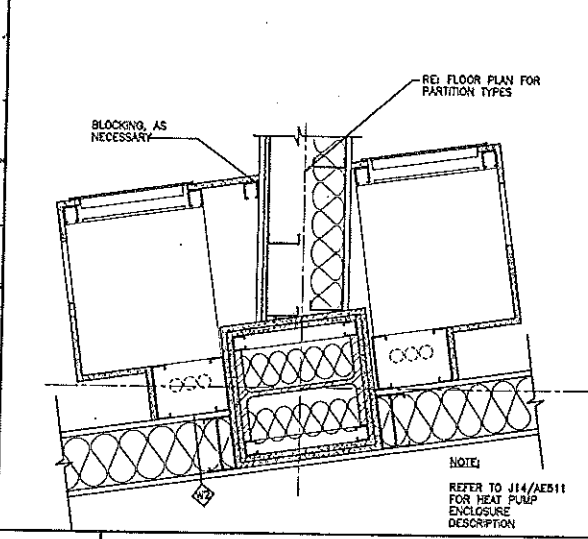 RE: FLOOR PLAN FOR
PARTITION TYPES
BLOCKING, AS
NECESSARY
W2
NOTE:
REFER TO J14/AE511
FOR HEAT PUMP
ENCLOSURE
DESCRIPTION